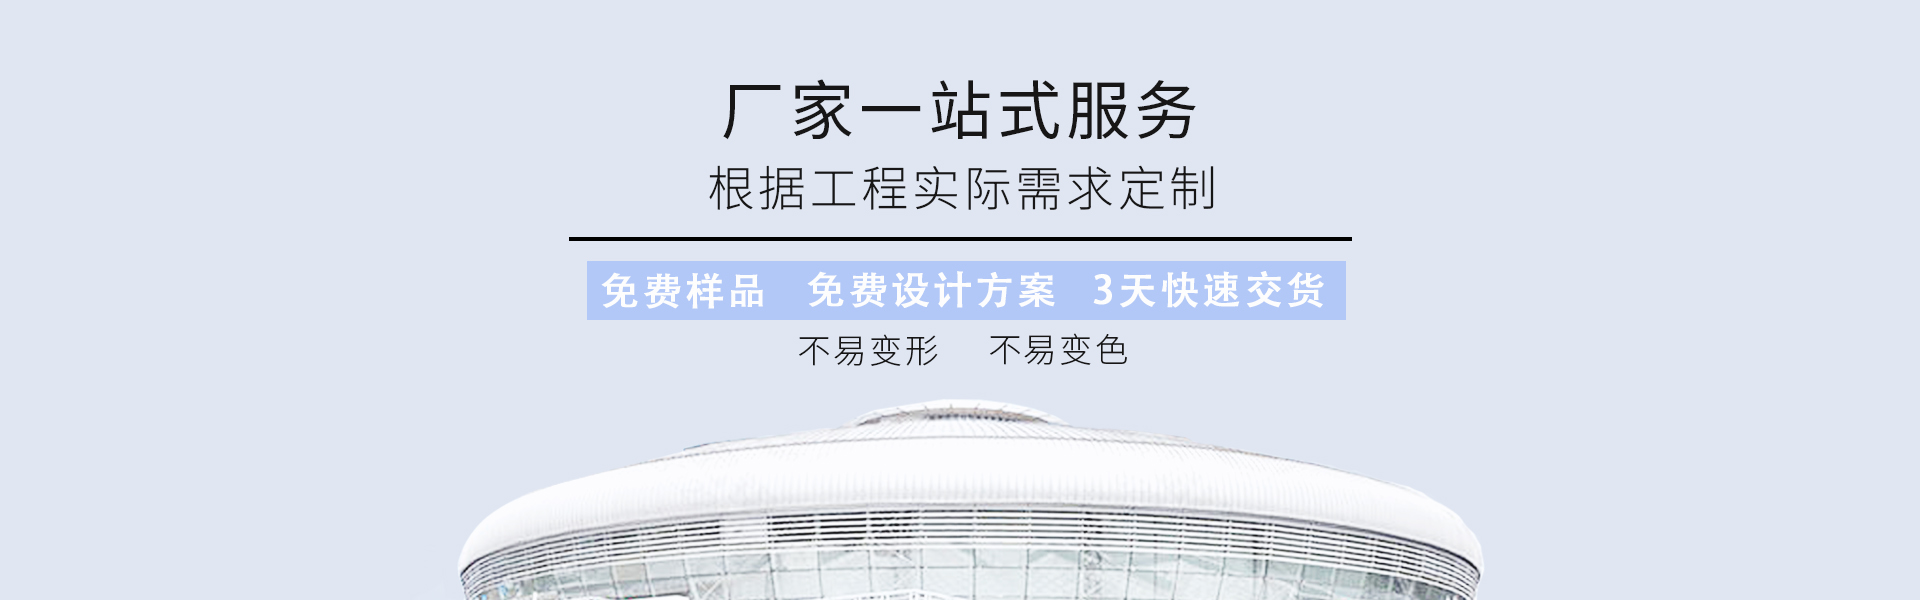 厂家一站式服务
根据工程实际需求定制
免费样品 免费设计方案 3天快速交货
不易变形 不易变色